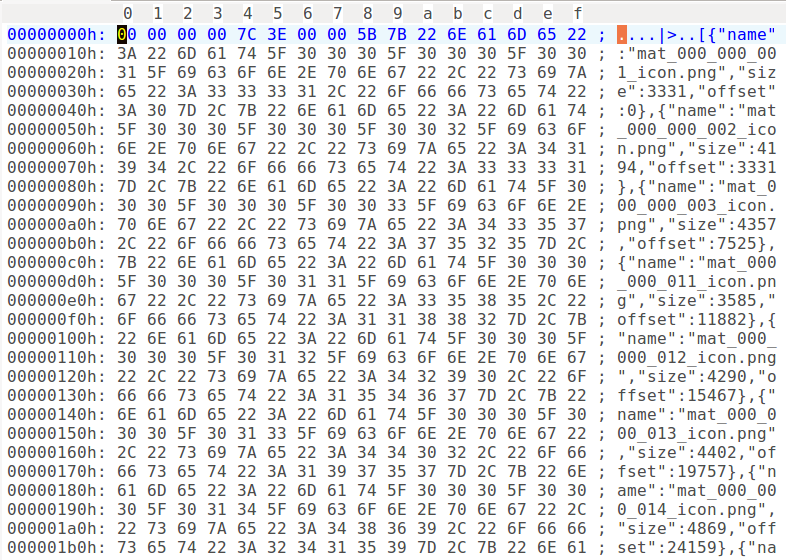 0 1 2 3 4 5 6 7 8 9 a b c d e f
00000000h: 00 00 00 00 7C 3E 00 00 5B 7B 22 6E 61 6D 65 22 ; ....|>..[{"name"
00000010h: 3A 22 6D 61 74 5F 30 30 30 5F 30 30 30 5F 30 30 ; :"mat_000_000_00
00000020h: 31 5F 69 63 6F 6E 2E 70 6E 67 22 2C 22 73 69 7A ; 1_icon.png","siz
00000030h: 65 22 3A 33 33 33 31 2C 22 6F 66 66 73 65 74 22 ; e":3331,"offset"
00000040h: 3A 30 7D 2C 7B 22 6E 61 6D 65 22 3A 22 6D 61 74 ; :0},{"name":"mat
00000050h: 5F 30 30 30 5F 30 30 30 5F 30 30 32 5F 69 63 6F ; _000_000_002_ico
00000060h: 6E 2E 70 6E 67 22 2C 22 73 69 7A 65 22 3A 34 31 ; n.png","size":41
00000070h: 39 34 2C 22 6F 66 66 73 65 74 22 3A 33 33 33 31 ; 94,"offset":3331
00000080h: 7D 2C 7B 22 6E 61 6D 65 22 3A 22 6D 61 74 5F 30 ; },{"name":"mat_0
00000090h: 30 30 5F 30 30 30 5F 30 30 33 5F 69 63 6F 6E 2E ; 00_000_003_icon.
000000a0h: 70 6E 67 22 2C 22 73 69 7A 65 22 3A 34 33 35 37 ; png","size":4357
000000b0h: 2C 22 6F 66 66 73 65 74 22 3A 37 35 32 35 7D 2C ; ,"offset":7525},
000000c0h: 7B 22 6E 61 6D 65 22 3A 22 6D 61 74 5F 30 30 30 ; {"name":"mat_000
000000d0h: 5F 30 30 30 5F 30 31 31 5F 69 63 6F 6E 2E 70 6E ; _000_011_icon.pn
000000e0h: 67 22 2C 22 73 69 7A 65 22 3A 33 35 38 35 2C 22 ; g","size":3585,"
000000f0h: 6F 66 66 73 65 74 22 3A 31 31 38 38 32 7D 2C 7B ; offset":11882},{
00000100h: 22 6E 61 6D 65 22 3A 22 6D 61 74 5F 30 30 30 5F ; "name":"mat_000_
00000110h: 30 30 30 5F 30 31 32 5F 69 63 6F 6E 2E 70 6E 67 ; 000_012_icon.png
00000120h: 22 2C 22 73 69 7A 65 22 3A 34 32 39 30 2C 22 6F ; ","size":4290,"o
00000130h: 66 66 73 65 74 22 3A 31 35 34 36 37 7D 2C 7B 22 ; ffset":15467},{"
00000140h: 6E 61 6D 65 22 3A 22 6D 61 74 5F 30 30 30 5F 30 ; name":"mat_000_0
00000150h: 30 30 5F 30 31 33 5F 69 63 6F 6E 2E 70 6E 67 22 ; 00_013_icon.png"
00000160h: 2C 22 73 69 7A 65 22 3A 34 34 30 32 2C 22 6F 66 ; ,"size":4402,"of
00000170h: 66 73 65 74 22 3A 31 39 37 35 37 7D 2C 7B 22 6E ; fset":19757},{"n
00000180h: 61 6D 65 22 3A 22 6D 61 74 5F 30 30 30 5F 30 30 ; ame":"mat_000_00
00000190h: 30 5F 30 31 34 5F 69 63 6F 6E 2E 70 6E 67 22 2C ; 0_014_icon.png",
000001a0h: 22 73 69 7A 65 22 3A 34 38 36 39 2C 22 6F 66 66 ; "size":4869,"off
000001b0h: 73 65 74 22 3A 32 34 31 35 39 7D 2C 7B 22 6E 61 ; set":24159},{"na